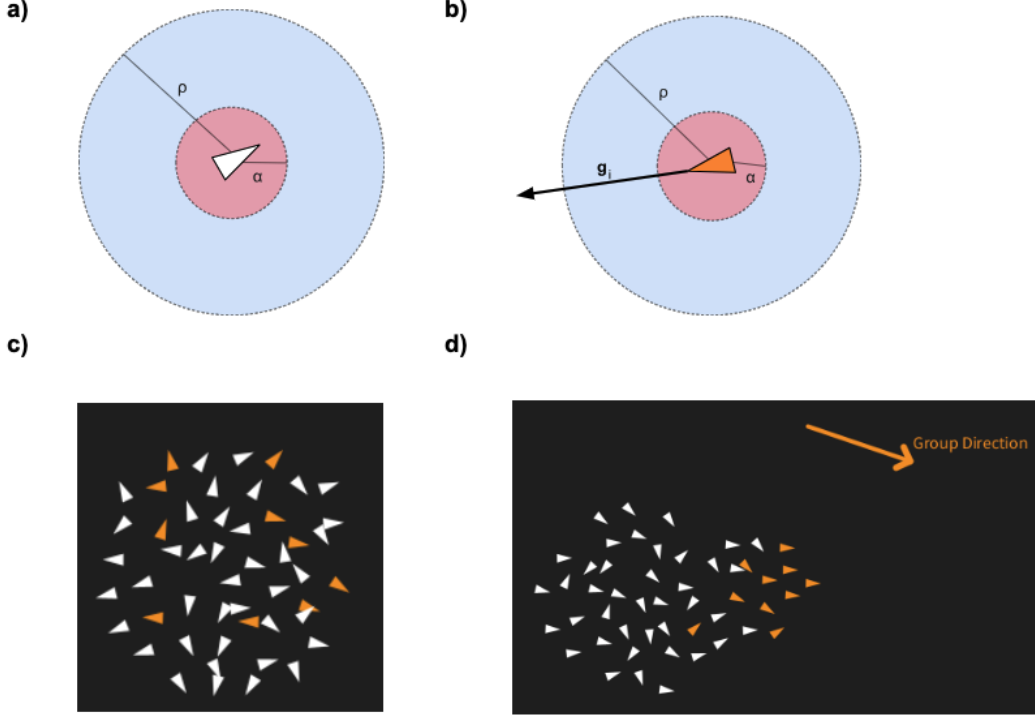 a)
b)
ρ
α
ρ
α
g i
c)
d)
Group Direction